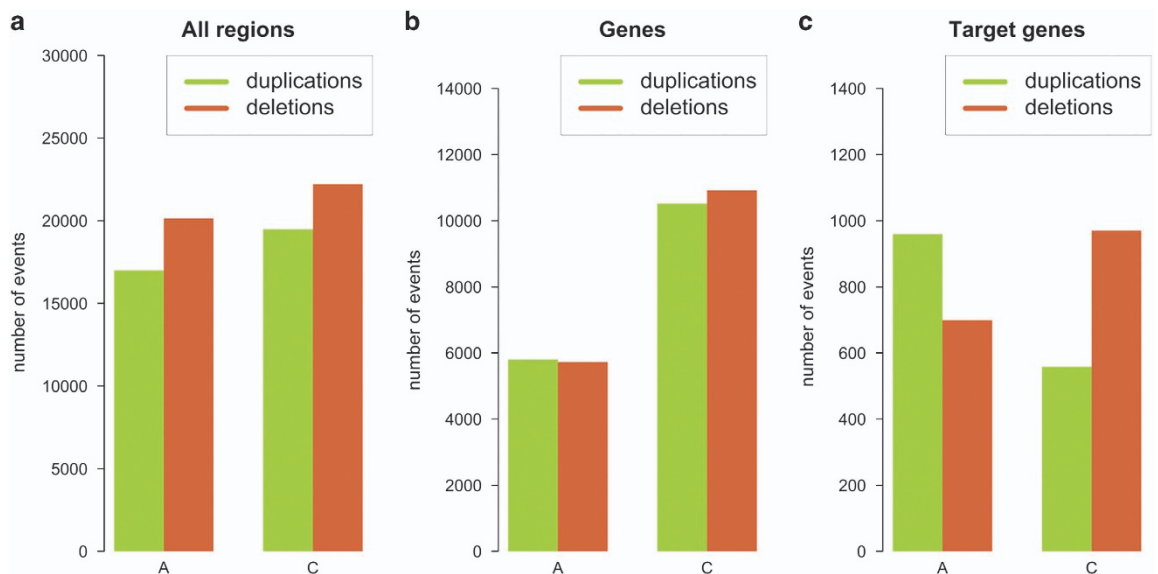 a
All regions
30000
25000
20000
15000
10000
5000
0
number of events
duplications
deletions
A
C
b
Genes
14000
12000
10000
8000
6000
4000
2000
0
number of events
duplications
deletions
A
C
c
Target genes
1400
1200
1000
800
600
400
200
0
number of events
duplications
deletions
A
C